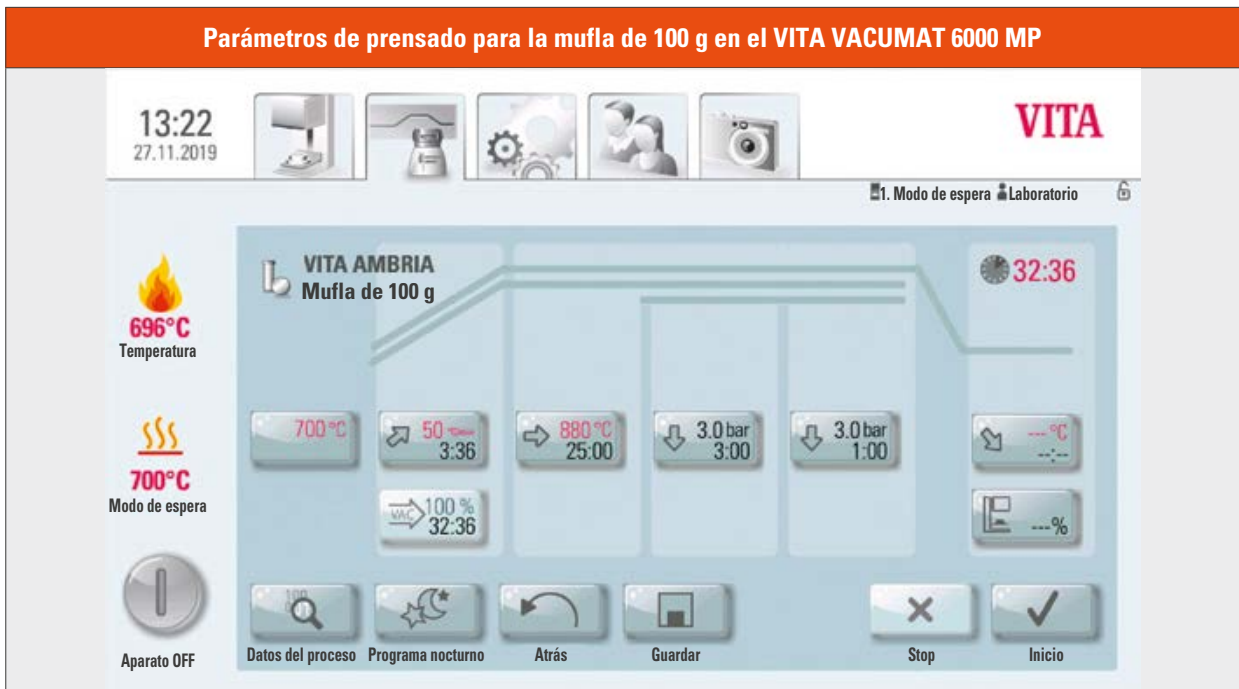 Parámetros de prensado para la mufla de 100 g en el VITA VACUMAT 6000 MP
13:22
27.11.2019
VITA
1. Modo de espera Laboratorio
VITA AMBRIA
Mufla de 100 g
32:36
696°C
Temperatura
700°C
50
3:36
880°C
25:00
3.0 bar
3:00
3.0 bar
1:00
---°C
--:--
700°C
Modo de espera
VAC
100 %
32:36
---%
Aparato OFF
Datos del proceso
Programa nocturno
Atrás
Guardar
Stop
Inicio